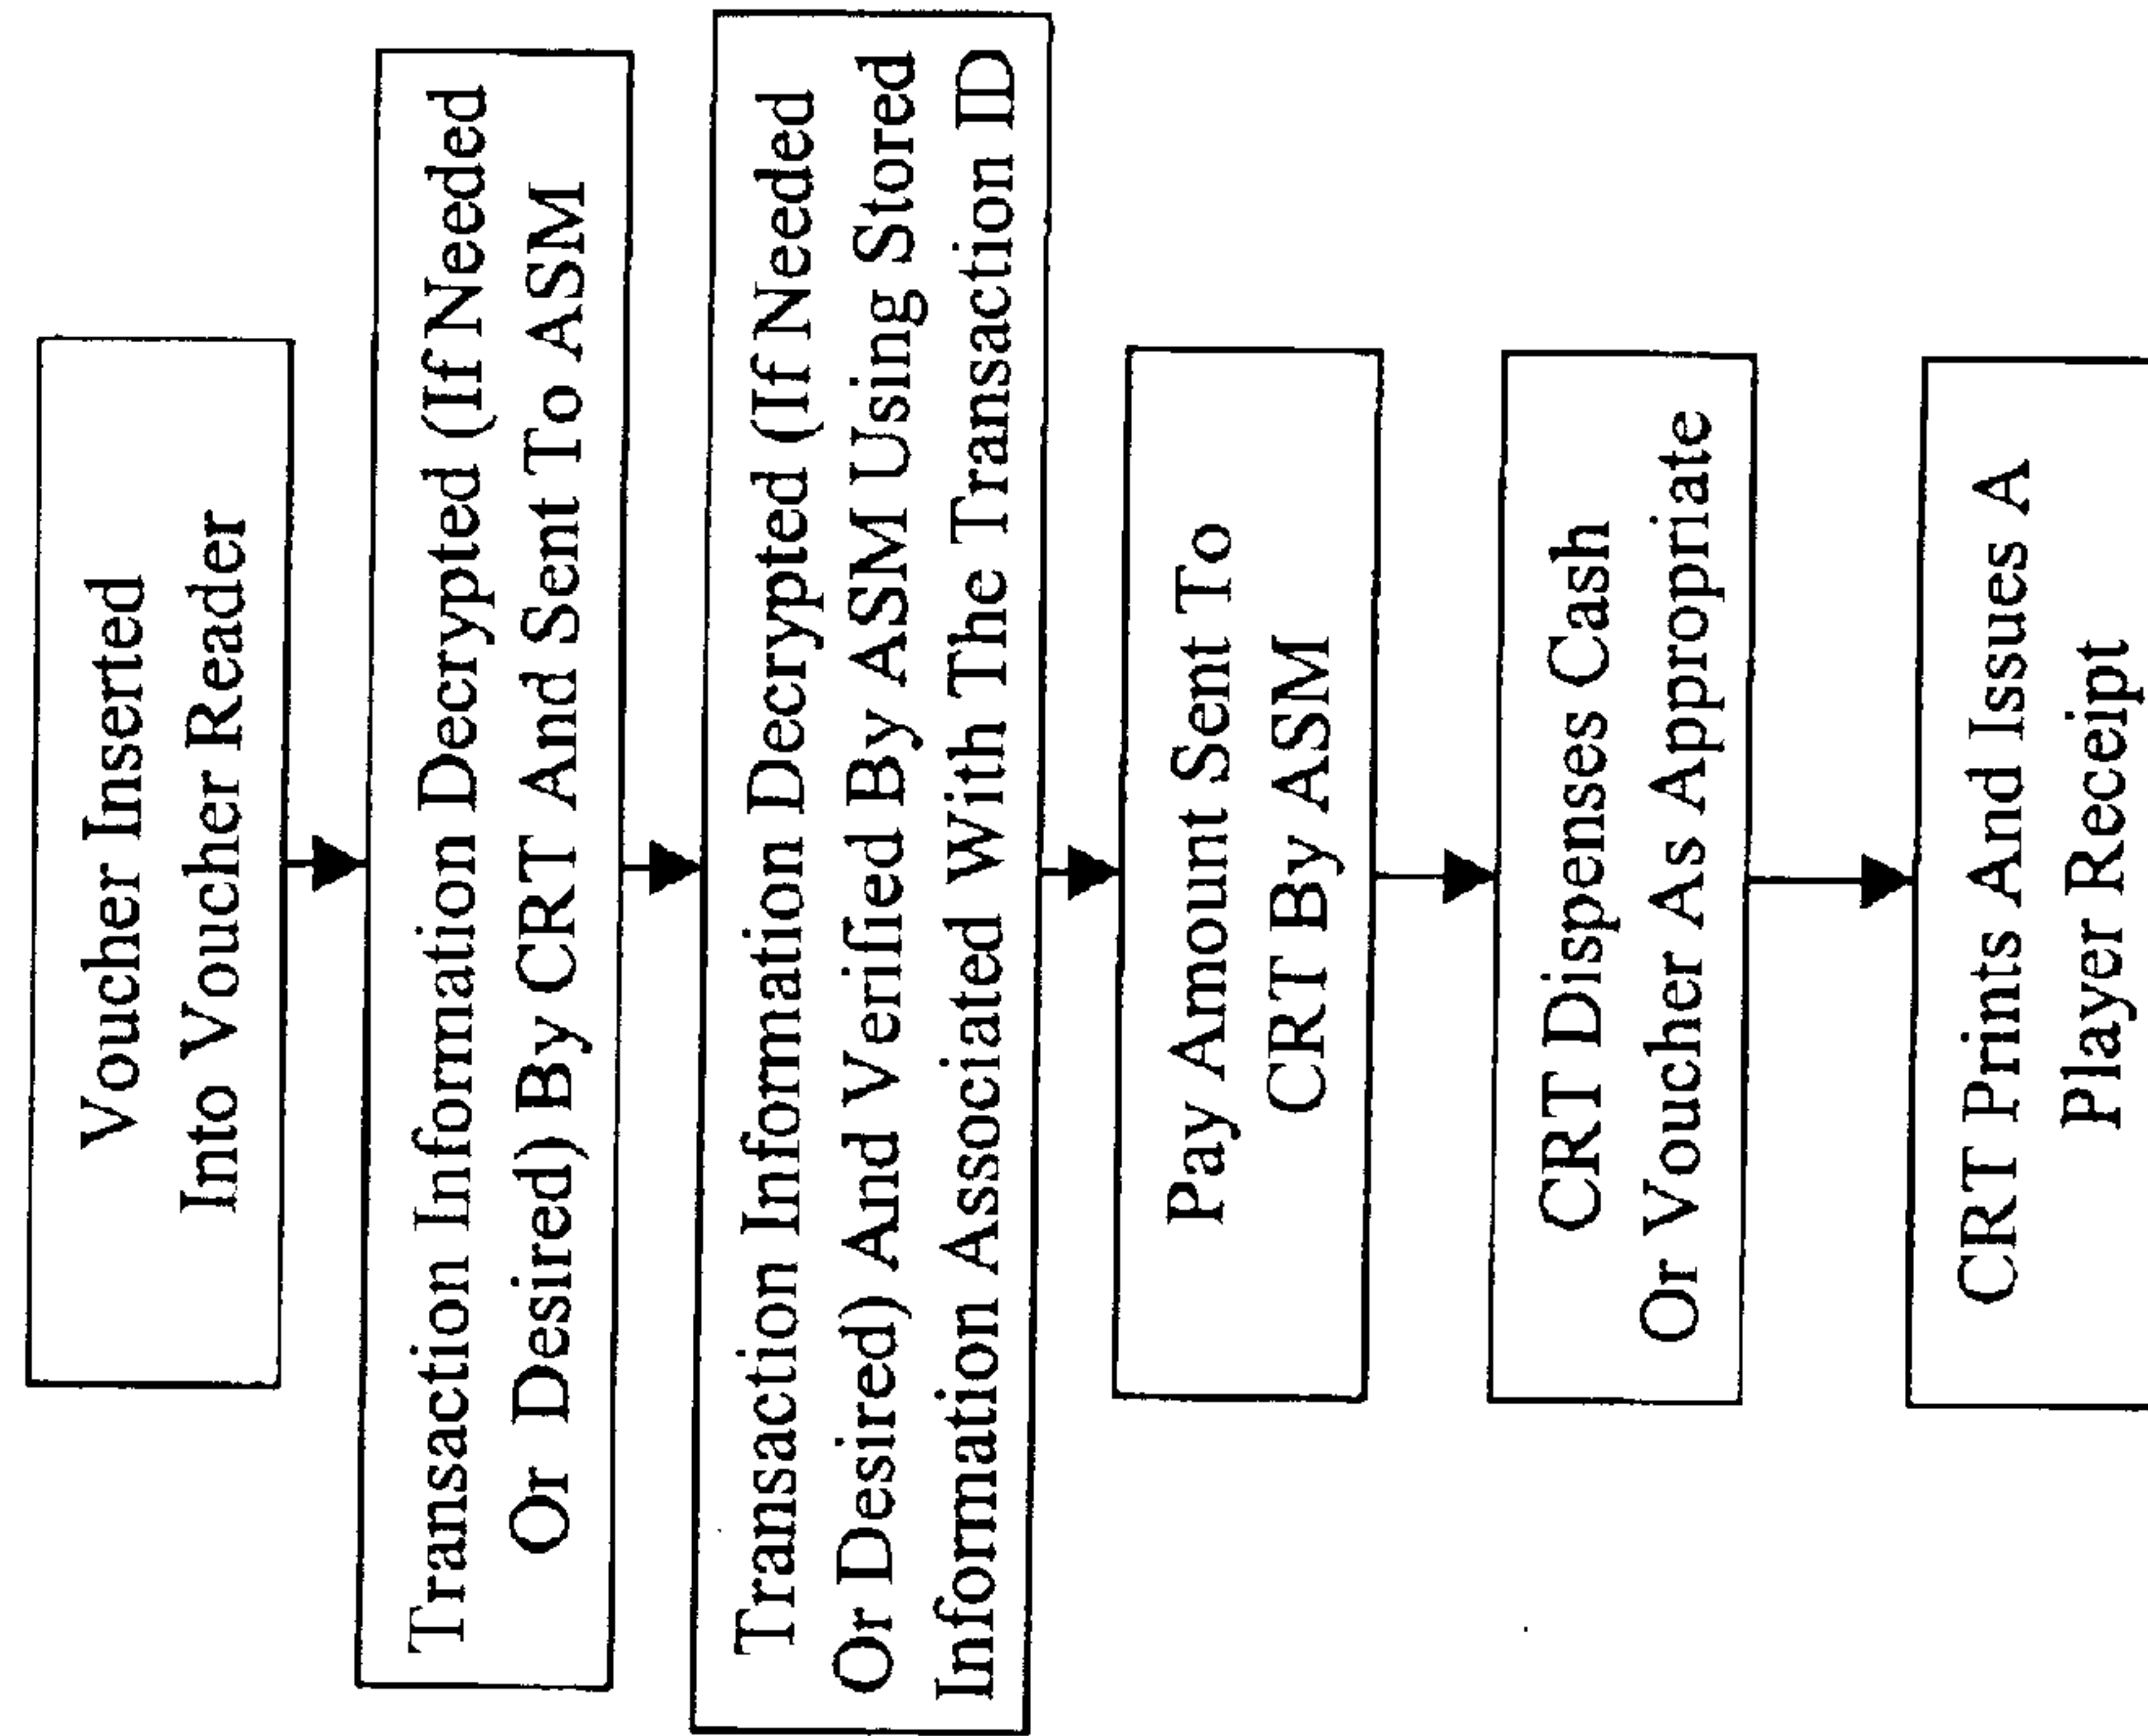 Voucher Inserted
Into Voucher Reader
Transaction Information Decrypted (If Needed
Or Desired) By CRT And Sent To ASM
Transaction Information Decrypted (If Needed
Or Desired) And Verified By ASM Using Stored
Information Associated With The Transaction ID
Pay Amount Sent To
CRT By ASM
CRT Dispenses Cash
Or Voucher As Appropriate
CRT Prints And Issues A
Player Receipt